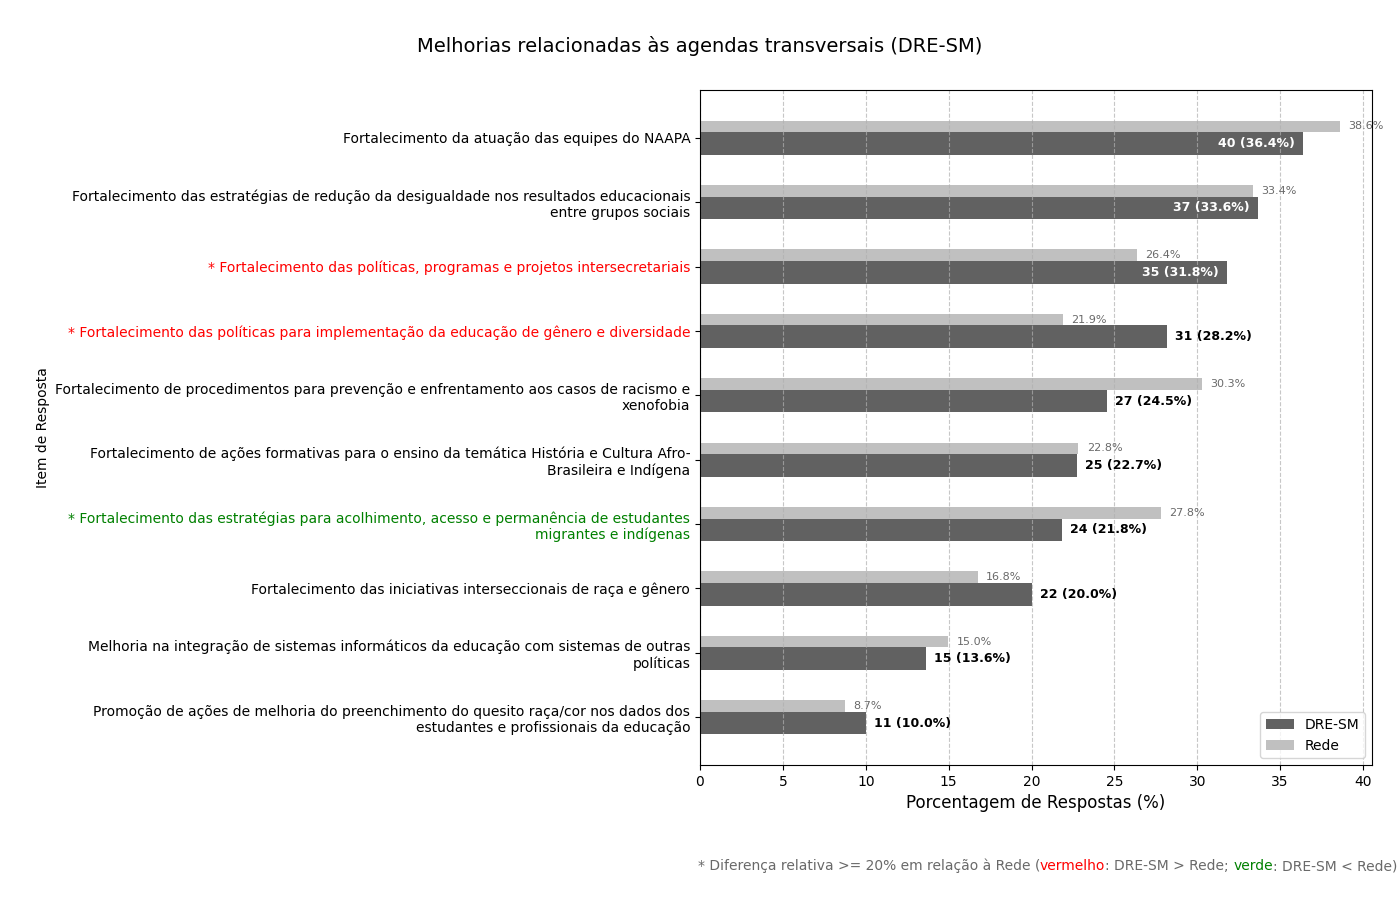 Melhorias relacionadas às agendas transversais (DRE-SM)
Item de Resposta
Fortalecimento da atuação das equipes do NAAPA
38.6%
40 (36.4%)
Fortalecimento das estratégias de redução da desigualdade nos resultados educacionais
entre grupos sociais
33.4%
37 (33.6%)
* Fortalecimento das políticas, programas e projetos intersecretariais
26.4%
35 (31.8%)
* Fortalecimento das políticas para implementação da educação de gênero e diversidade
21.9%
31 (28.2%)
Fortalecimento de procedimentos para prevenção e enfrentamento aos casos de racismo e
xenofobia
30.3%
27 (24.5%)
Fortalecimento de ações formativas para o ensino da temática História e Cultura Afro-
Brasileira e Indígena
22.8%
25 (22.7%)
* Fortalecimento das estratégias para acolhimento, acesso e permanência de estudantes
migrantes e indígenas
27.8%
24 (21.8%)
Fortalecimento das iniciativas interseccionais de raça e gênero
16.8%
22 (20.0%)
Melhoria na integração de sistemas informáticos da educação com sistemas de outras
políticas
15.0%
15 (13.6%)
Promoção de ações de melhoria do preenchimento do quesito raça/cor nos dados dos
estudantes e profissionais da educação
8.7%
11 (10.0%)
DRE-SM
Rede
0 5 10 15 20 25 30 35 40
Porcentagem de Respostas (%)
* Diferença relativa >= 20% em relação à Rede (vermelho: DRE-SM > Rede; verde: DRE-SM < Rede)